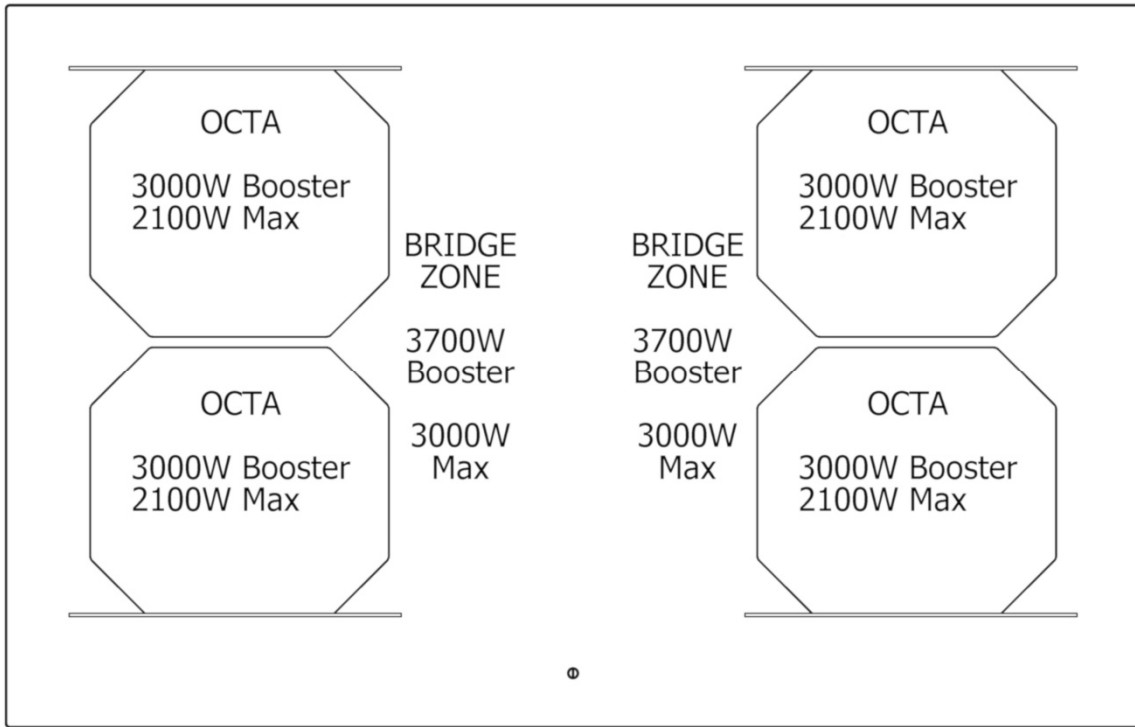 OCTA
3000W Booster
2100W Max
BRIDGE
ZONE
3700W
Booster
3000W
Max
OCTA
3000W Booster
2100W Max
OCTA
3000W Booster
2100W Max
BRIDGE
ZONE
3700W
Booster
3000W
Max
OCTA
3000W Booster
2100W Max